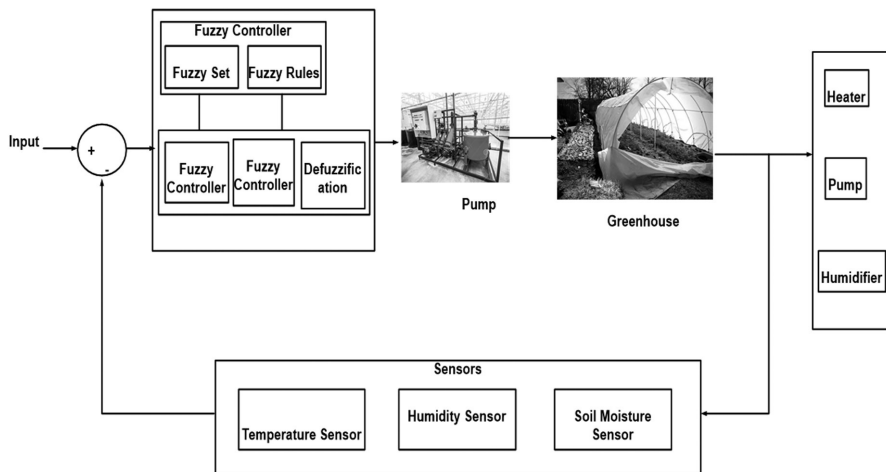 Fuzzy Controller
Fuzzy Set
Fuzzy Rules
Input
+
-
Fuzzy
Controller
Fuzzy
Controller
Defuzzific
ation
Pump
Greenhouse
Heater
Pump
Humidifier
Sensors
Temperature Sensor
Humidity Sensor
Soil Moisture
Sensor